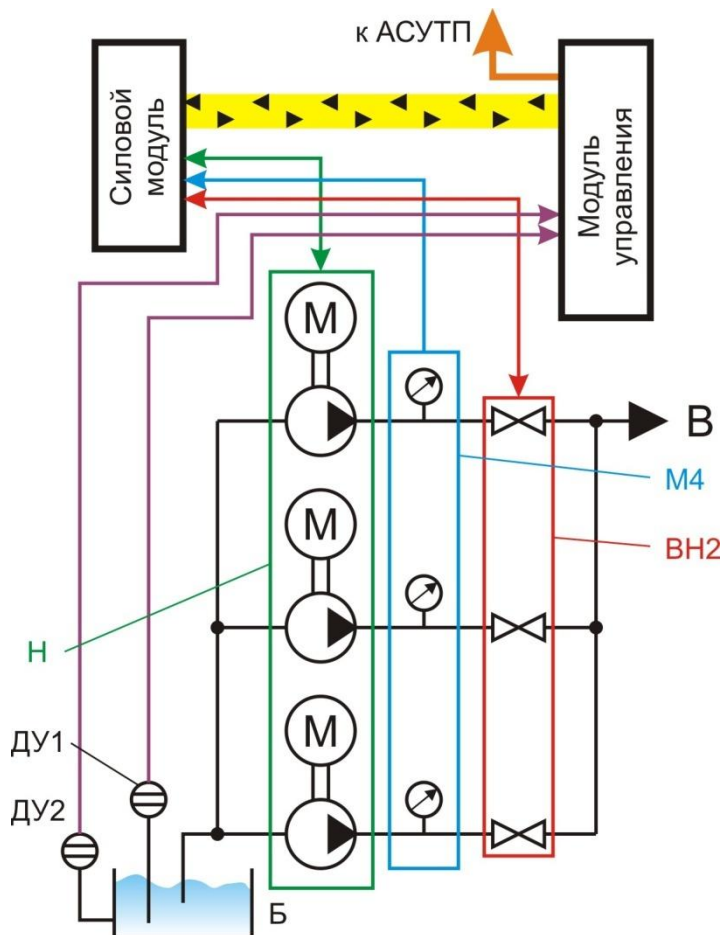 к АСУТП
Силовой
модуль
Модуль
управления
М
В
М4
М
ВН2
Н
М
ДУ1
ДУ2
Б